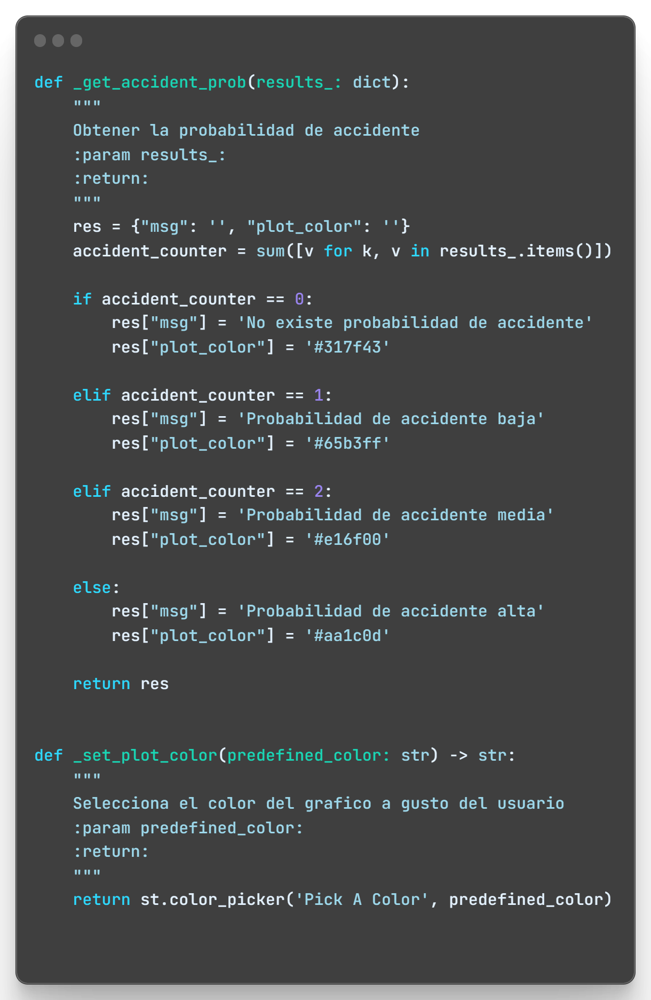 def _get_accident_prob(results_: dict):
    """
    Obtener la probabilidad de accidente
    :param results_:
    :return:
    """
    res = {"msg": '', "plot_color": ''}
    accident_counter = sum([v for k, v in results_.items()])

    if accident_counter == 0:
        res["msg"] = 'No existe probabilidad de accidente'
        res["plot_color"] = '#317f43'

    elif accident_counter == 1:
        res["msg"] = 'Probabilidad de accidente baja'
        res["plot_color"] = '#65b3ff'

    elif accident_counter == 2:
        res["msg"] = 'Probabilidad de accidente media'
        res["plot_color"] = '#e16f00'

    else:
        res["msg"] = 'Probabilidad de accidente alta'
        res["plot_color"] = '#aa1c0d'

    return res


def _set_plot_color(predefined_color: str) -> str:
    """
    Selecciona el color del grafico a gusto del usuario
    :param predefined_color:
    :return:
    """
    return st.color_picker('Pick A Color', predefined_color)